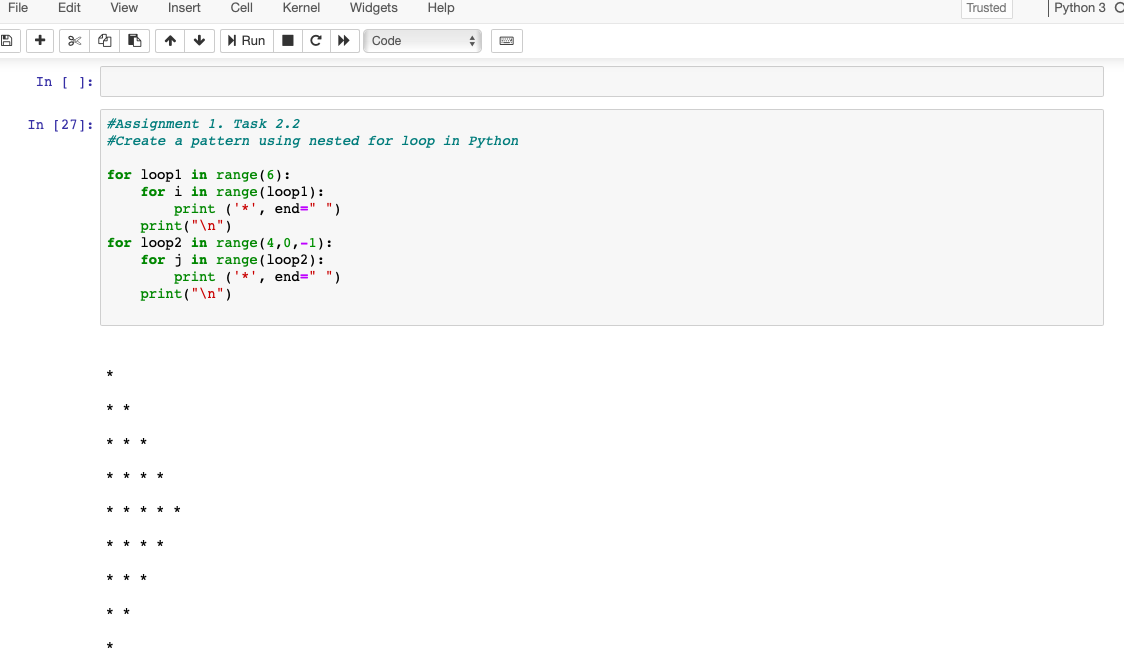 File Edit View Insert Cell Kernel Widgets Help Trusted Python 3
Run Code
In [ ]:
In [27]: #Assignment 1. Task 2.2
#Create a pattern using nested for loop in Python

for loop1 in range(6):
    for i in range(loop1):
        print ('*', end=" ")
    print("\n")
for loop2 in range(4,0,-1):
    for j in range(loop2):
        print ('*', end=" ")
    print("\n")

*
* *
* * *
* * * *
* * * * *
* * * *
* * *
* *
*